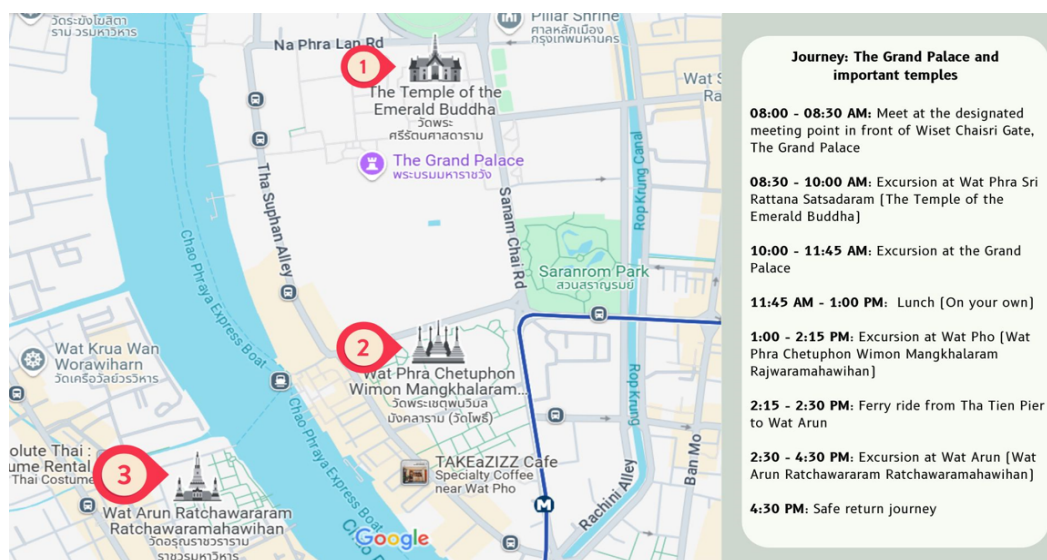 วัดระฆังโฆสิตา
ราม วรมหาวิหาร
Na Phra Lan Rd
Pillar Shrine
ศาลหลักเมือง
กรุงเทพมหานคร
1
The Temple of the
Emerald Buddha
วัดพระ
ศรีรัตนศาสดาราม
Wat
The Grand Palace
พระบรมมหาราชวัง
Tha Suphan Alley
Sanam Chai Rd
Rop Krung Canal
Chao Phraya Express Boat
Saranrom Park
สวนสราญรมย์
2
Wat Phra Chetuphon
Wimon Mangkhalaram...
วัดพระเชตุพนวิมล
มังคลาราม (วัดโพธิ์)
Wat Krua Wan
Worawiharn
วัดเครือวัลย์วรวิหาร
Chao Phraya Express Boat
Rop Krung
Ban Mo
olute Thai :
ume Rental
Thai Costume
3
TAKEaZIZZ Cafe
Specialty Coffee
near Wat Pho
M
Rachini Alley
Wat Arun Ratchawararam
Ratchawaramahawihan
วัดอรุณราชวราราม
ราชวรมหาวิหาร
Google
Journey: The Grand Palace and
important temples
08:00 - 08:30 AM: Meet at the designated
meeting point in front of Wiset Chaisri Gate,
The Grand Palace
08:30 - 10:00 AM: Excursion at Wat Phra Sri
Rattana Satsadaram (The Temple of the
Emerald Buddha)
10:00 - 11:45 AM: Excursion at the Grand
Palace
11:45 AM - 1:00 PM: Lunch (On your own)
1:00 - 2:15 PM: Excursion at Wat Pho (Wat
Phra Chetuphon Wimon Mangkhalaram
Rajwaramahawihan)
2:15 - 2:30 PM: Ferry ride from Tha Tien Pier
to Wat Arun
2:30 - 4:30 PM: Excursion at Wat Arun (Wat
Arun Ratchawararam Ratchawaramahawihan)
4:30 PM: Safe return journey